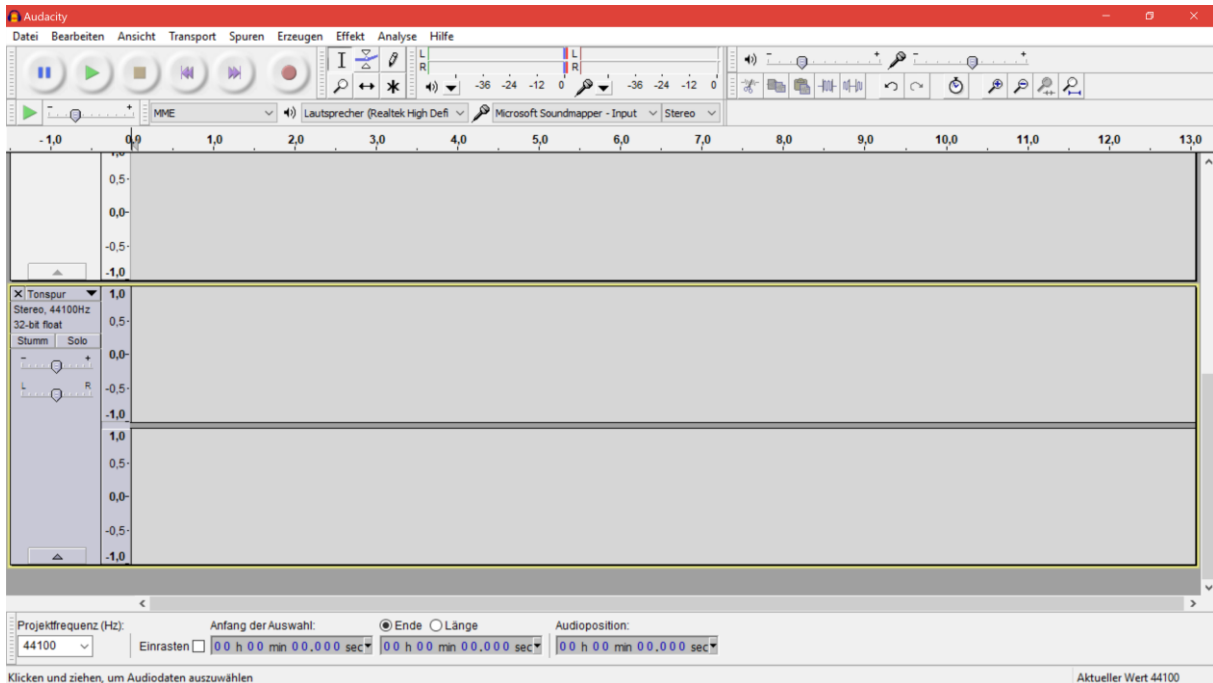 Audacity
Datei Bearbeiten Ansicht Transport Spuren Erzeugen Effekt Analyse Hilfe
L
R
-36 -24 -12 0
L
R
-36 -24 -12 0
MME
Lautsprecher (Realtek High Defi
Microsoft Soundmapper - Input
Stereo
- 1,0 0,0 1,0 2,0 3,0 4,0 5,0 6,0 7,0 8,0 9,0 10,0 11,0 12,0 13,0
1,0
0,5
0,0
-0,5
-1,0
X Tonspur
Stereo, 44100Hz
32-bit float
Stumm Solo
- +
L R
1,0
0,5
0,0
-0,5
-1,0
1,0
0,5
0,0
-0,5
-1,0
Projektfrequenz (Hz):
44100
Einrasten
Anfang der Auswahl:
00 h 00 min 00,000 sec
Ende Länge
00 h 00 min 00,000 sec
Audioposition:
00 h 00 min 00,000 sec
Klicken und ziehen, um Audiodaten auszuwählen
Aktueller Wert 44100